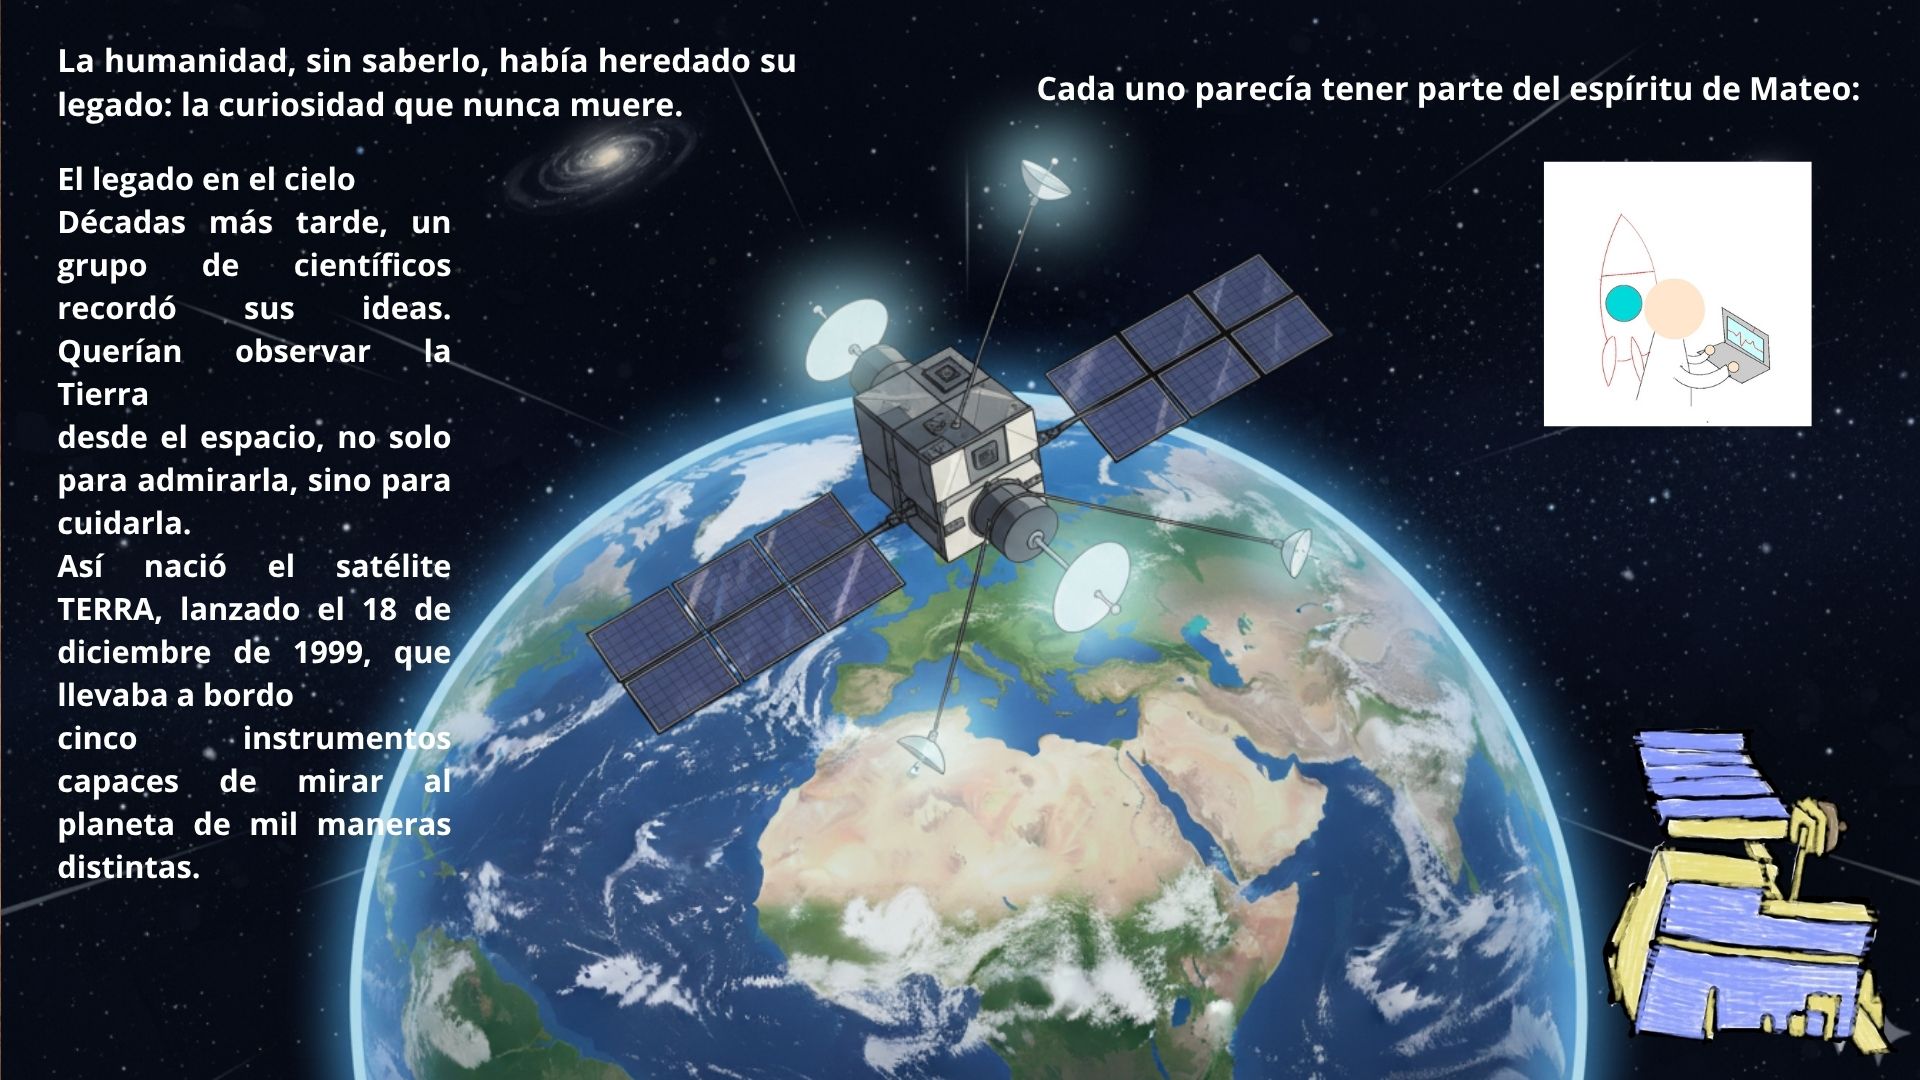 La humanidad, sin saberlo, había heredado su
legado: la curiosidad que nunca muere.
Cada uno parecía tener parte del espíritu de Mateo:
El legado en el cielo
Décadas más tarde, un
grupo de científicos
recordó sus ideas.
Querían observar la
Tierra
desde el espacio, no solo
para admirarla, sino para
cuidarla.
Así nació el satélite
TERRA, lanzado el 18 de
diciembre de 1999, que
llevaba a bordo
cinco instrumentos
capaces de mirar al
planeta de mil maneras
distintas.